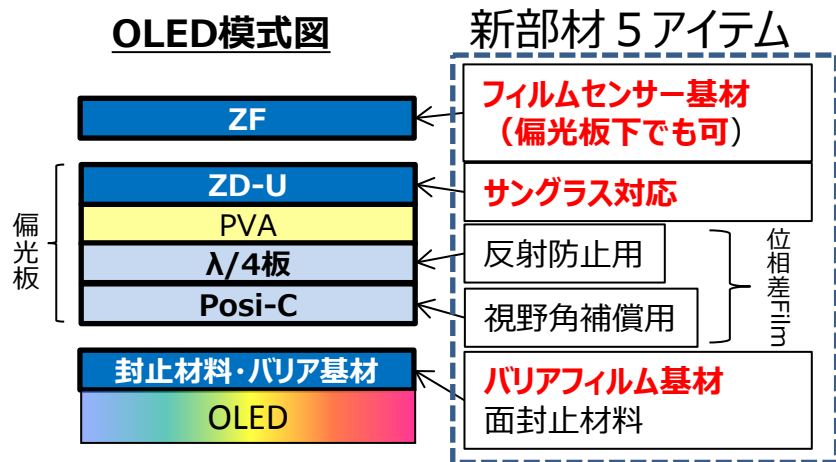 OLED模式図
新部材5アイテム
フィルムセンサー基材
（偏光板下でも可）
ZF
ZD-U
サングラス対応
PVA
偏光板
λ/4板
反射防止用
Posi-C
視野角補償用
位相差Film
封止材料・バリア基材
バリアフィルム基材
面封止材料
OLED